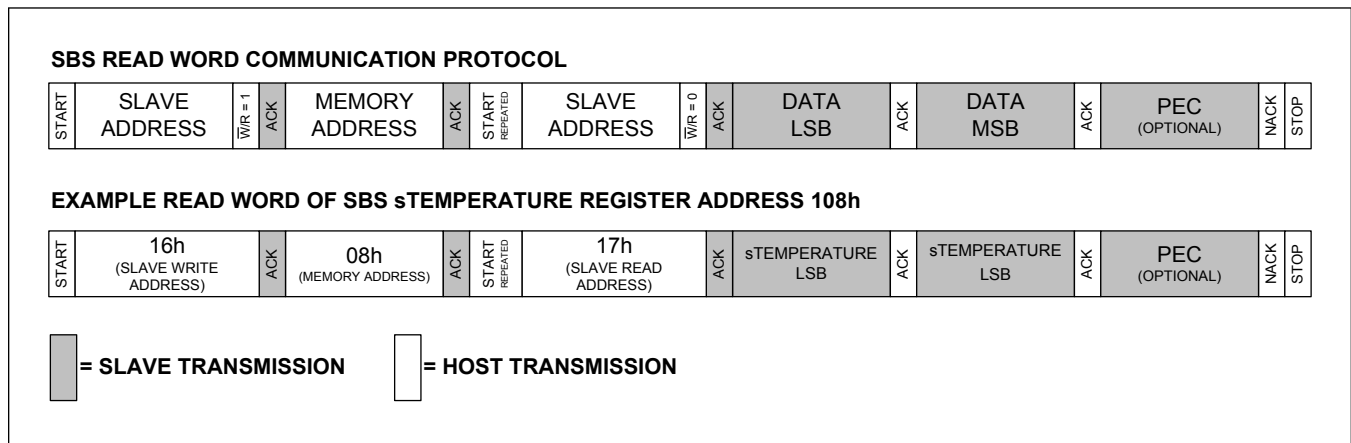 SBS READ WORD COMMUNICATION PROTOCOL
START
SLAVE
ADDRESS
W̅/R = 1
ACK
MEMORY
ADDRESS
ACK
START
REPEATED
SLAVE
ADDRESS
W̅/R = 0
ACK
DATA
LSB
ACK
DATA
MSB
ACK
PEC
(OPTIONAL)
NACK
STOP
EXAMPLE READ WORD OF SBS sTEMPERATURE REGISTER ADDRESS 108h
START
16h
(SLAVE WRITE
ADDRESS)
ACK
08h
(MEMORY ADDRESS)
ACK
START
REPEATED
17h
(SLAVE READ
ADDRESS)
ACK
sTEMPERATURE
LSB
ACK
sTEMPERATURE
LSB
ACK
PEC
(OPTIONAL)
NACK
STOP
= SLAVE TRANSMISSION
= HOST TRANSMISSION